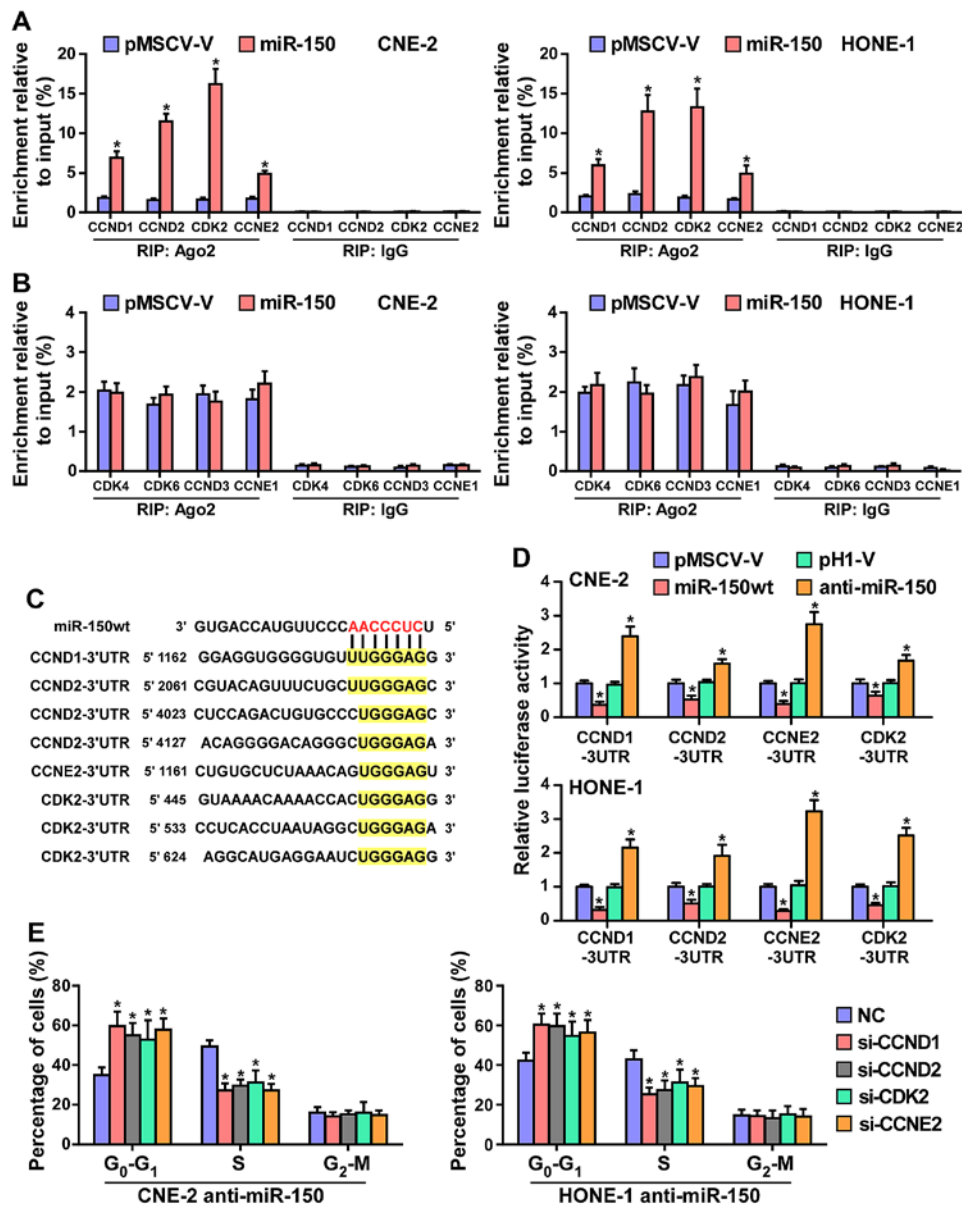 A
pMSCV-V miR-150 CNE-2
Enrichment relative
to input (%)
20
15
10
5
0
* * * *
CCND1 CCND2 CDK2 CCNE2 CCND1 CCND2 CDK2 CCNE2
RIP: Ago2 RIP: IgG
pMSCV-V miR-150 HONE-1
Enrichment relative
to input (%)
20
15
10
5
0
* * * *
CCND1 CCND2 CDK2 CCNE2 CCND1 CCND2 CDK2 CCNE2
RIP: Ago2 RIP: IgG
B
pMSCV-V miR-150 CNE-2
Enrichment relative
to input (%)
4
3
2
1
0
CDK4 CDK6 CCND3 CCNE1 CDK4 CDK6 CCND3 CCNE1
RIP: Ago2 RIP: IgG
pMSCV-V miR-150 HONE-1
Enrichment relative
to input (%)
4
3
2
1
0
CDK4 CDK6 CCND3 CCNE1 CDK4 CDK6 CCND3 CCNE1
RIP: Ago2 RIP: IgG
C
miR-150wt 3' GUGACCAUGUUCCCAACCCUCU 5'
CCND1-3'UTR 5' 1162 GGAGGUGGGGUGUUUGGGAGG 3'
CCND2-3'UTR 5' 2061 CGUACAGUUUCUGCUUGGGAGC 3'
CCND2-3'UTR 5' 4023 CUCCAGACUGUGCCCUGGGAGC 3'
CCND2-3'UTR 5' 4127 ACAGGGGACAGGGCUGGGAGA 3'
CCNE2-3'UTR 5' 1161 CUGUGCUCUAAACAGUGGGAGU 3'
CDK2-3'UTR 5' 445 GUAAAACAAAACCACUGGGAGG 3'
CDK2-3'UTR 5' 533 CCUCACCUAAUAGGCUGGGAGA 3'
CDK2-3'UTR 5' 624 AGGCAUGAGGAAUCUGGGAGG 3'
D
pMSCV-V pH1-V
miR-150wt anti-miR-150
Relative luciferase activity
CNE-2
4
3
2
1
0
* * * * * * * *
CCND1 CCND2 CCNE2 CDK2
-3UTR -3UTR -3UTR -3UTR
HONE-1
4
3
2
1
0
* * * * * * * *
CCND1 CCND2 CCNE2 CDK2
-3UTR -3UTR -3UTR -3UTR
E
Percentage of cells (%)
80
60
40
20
0
* * * * * * * *
G0-G1 S G2-M
CNE-2 anti-miR-150
Percentage of cells (%)
80
60
40
20
0
* * * * * * * *
G0-G1 S G2-M
HONE-1 anti-miR-150
NC
si-CCND1
si-CCND2
si-CDK2
si-CCNE2